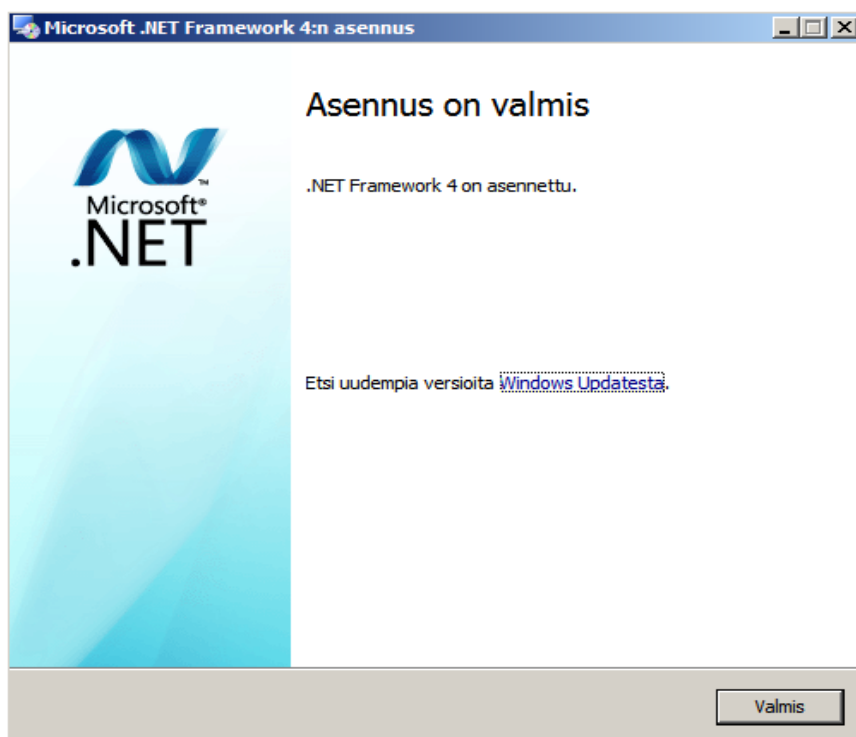 Microsoft .NET Framework 4:n asennus
Asennus on valmis
.NET Framework 4 on asennettu.
Microsoft®
.NET
™
Etsi uudempia versioita Windows Updatesta.
Valmis